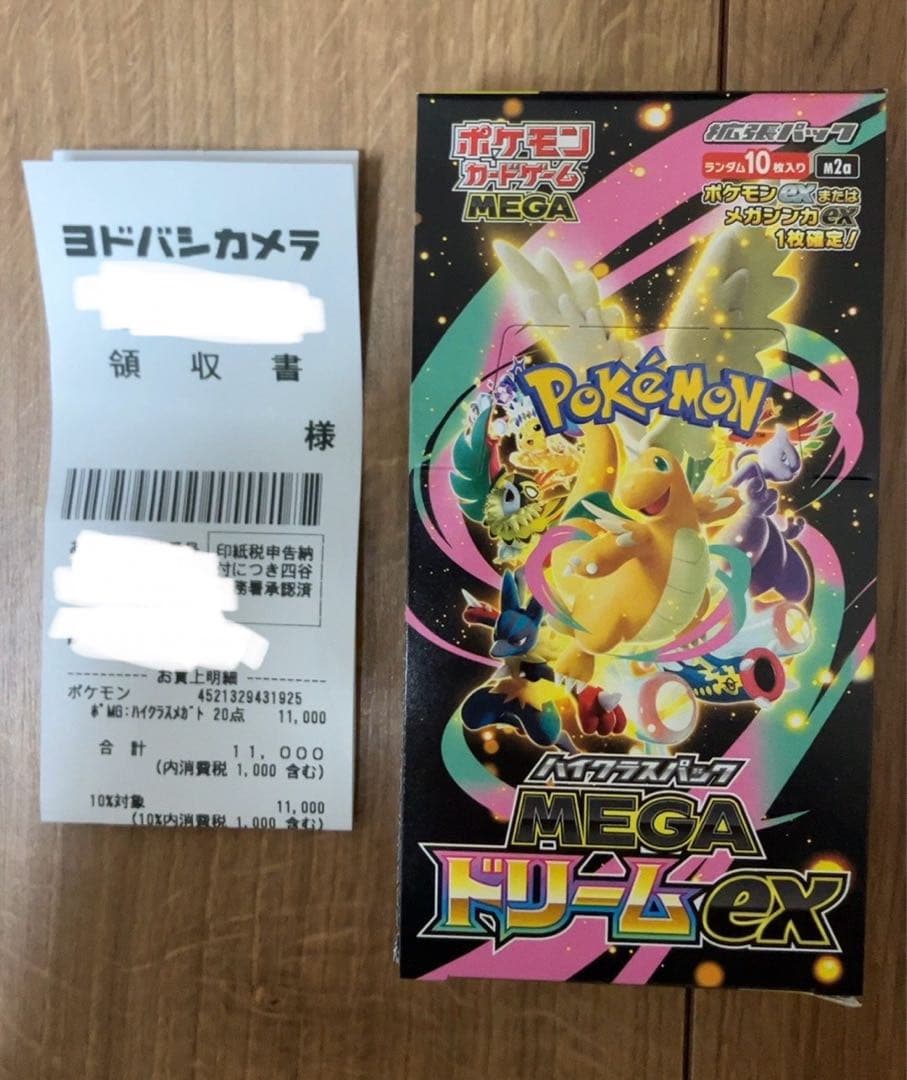 ヨドバシカメラ
領収書
様
印紙税申告納
付につき四谷
務署承認済
お買上明細
ポケモン 4521329431925
ポMG:ハイクラスメガト 20点 11,000
合計 11,000
(内消費税 1,000 含む)
10%対象 11,000
(10%内消費税 1,000 含む)
ポケモン
カードゲーム
MEGA
拡張パック
ランダム10枚入り M2a
ポケモンexまたは
メガシンカex
1枚確定!
POKéMON
ハイクラスパック
MEGA
ドリームex